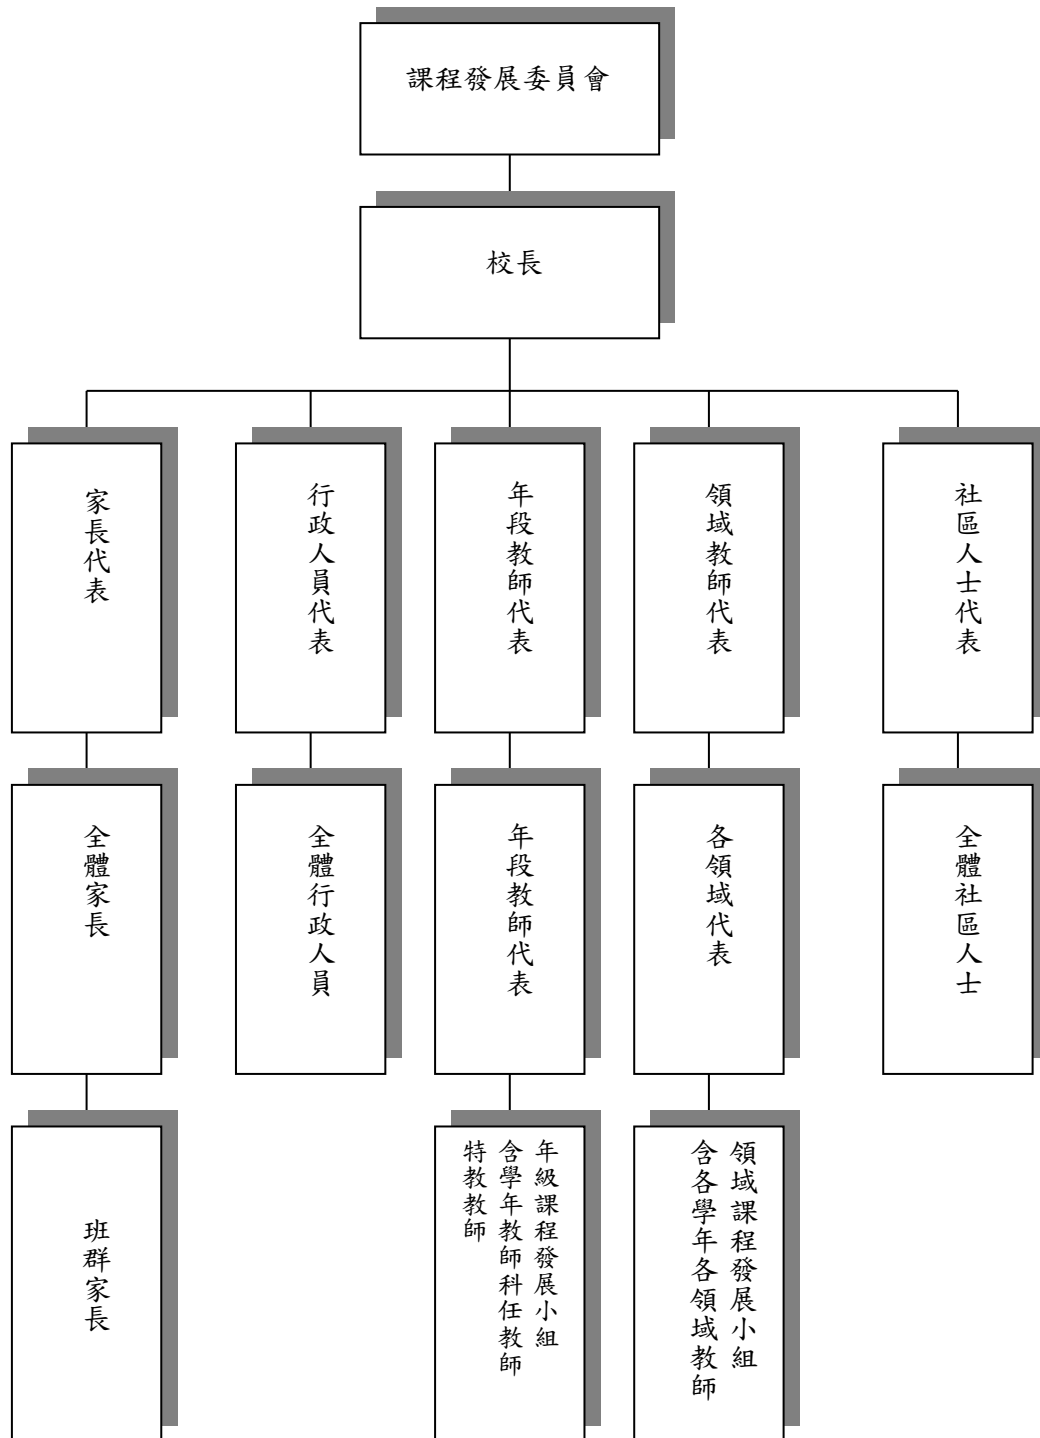 課程發展委員會
校長
家長代表
行政人員代表
年段教師代表
領域教師代表
社區人士代表
全體家長
全體行政人員
年段教師代表
各領域代表
全體社區人士
班群家長
年級課程發展小組
含學年教師科任教師
特教教師
領域課程發展小組
含各學年各領域教師